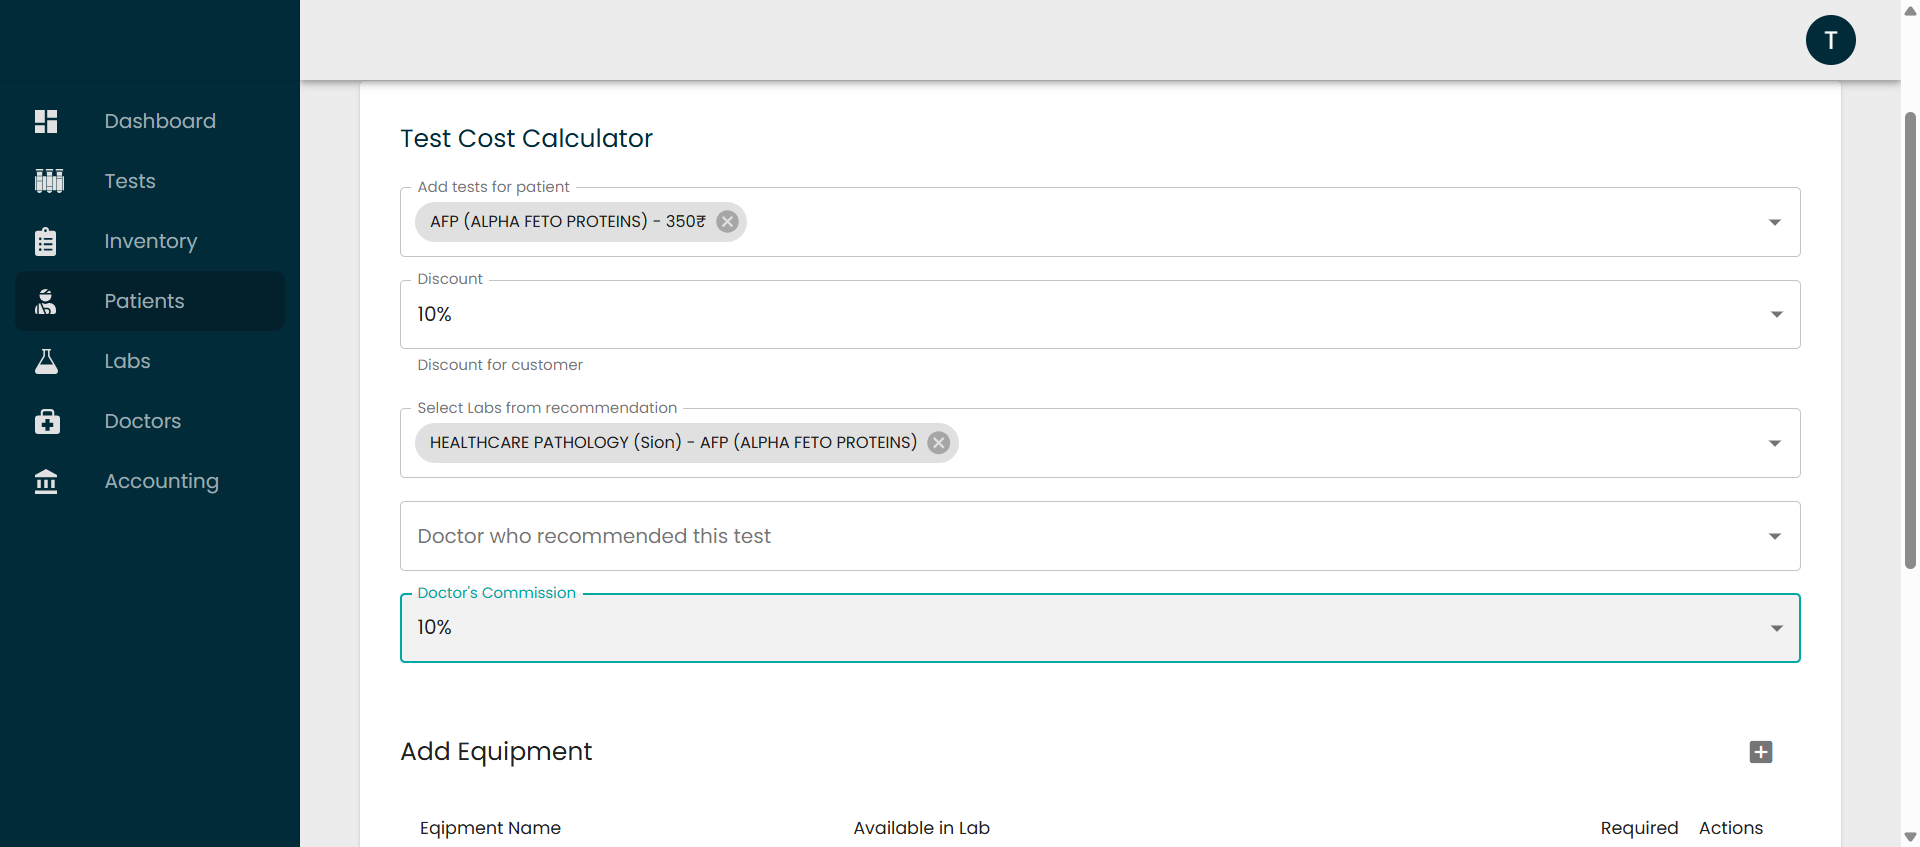 T
Dashboard
Tests
Inventory
Patients
Labs
Doctors
Accounting
Test Cost Calculator
Add tests for patient
AFP (ALPHA FETO PROTEINS) - 350₹
Discount
10%
Discount for customer
Select Labs from recommendation
HEALTHCARE PATHOLOGY (Sion) - AFP (ALPHA FETO PROTEINS)
Doctor who recommended this test
Doctor's Commission
10%
Add Equipment
Eqipment Name Available in Lab Required Actions